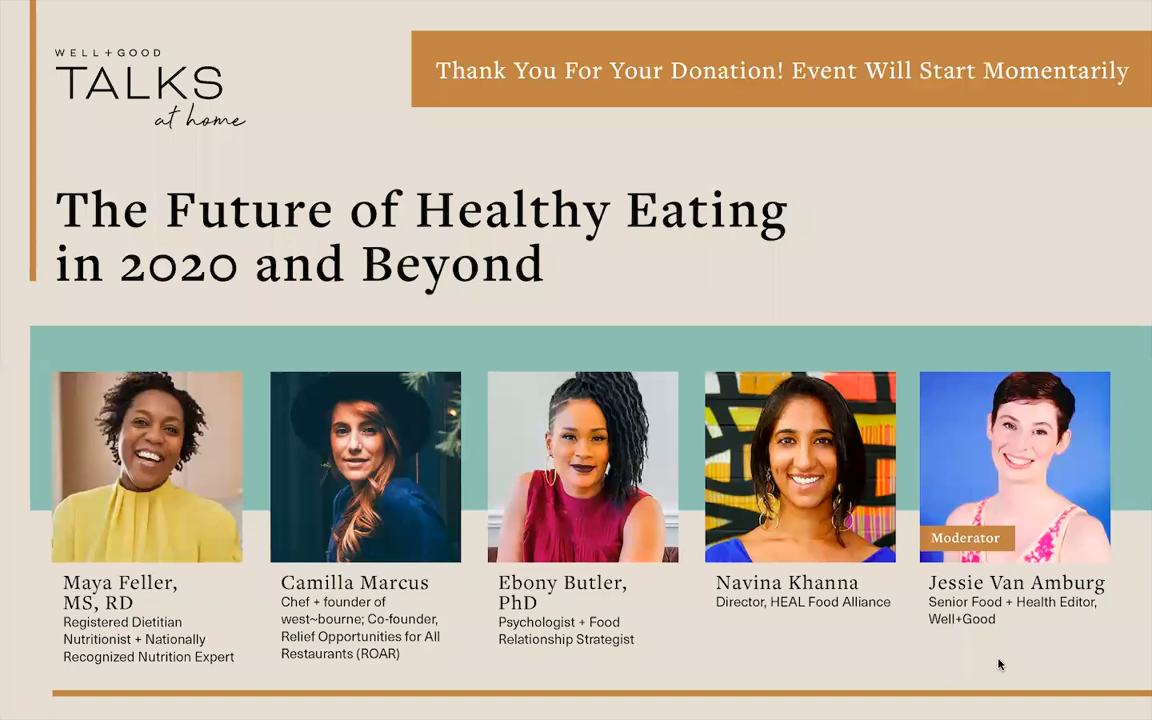 WELL+GOOD
TALKS
at home
Thank You For Your Donation! Event Will Start Momentarily
The Future of Healthy Eating
in 2020 and Beyond
Maya Feller,
MS, RD
Registered Dietitian
Nutritionist + Nationally
Recognized Nutrition Expert
Camilla Marcus
Chef + founder of
west~bourne; Co-founder,
Relief Opportunities for All
Restaurants (ROAR)
Ebony Butler,
PhD
Psychologist + Food
Relationship Strategist
Navina Khanna
Director, HEAL Food Alliance
Moderator
Jessie Van Amburg
Senior Food + Health Editor,
Well+Good